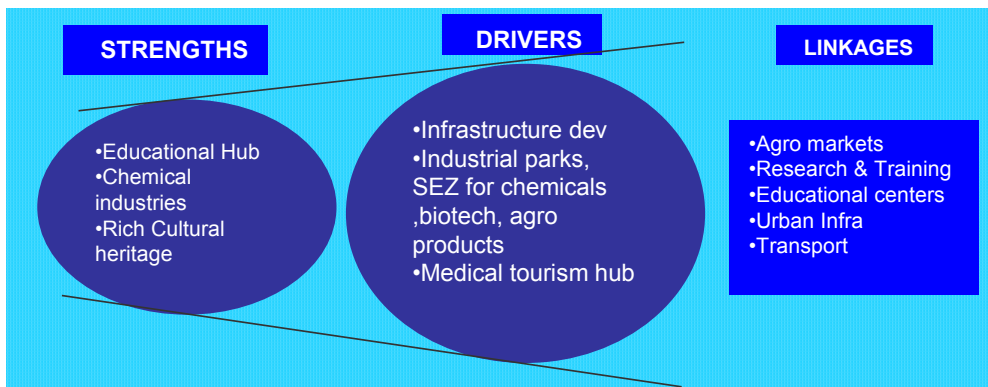 STRENGTHS
DRIVERS
LINKAGES
•Educational Hub
•Chemical
industries
•Rich Cultural
heritage
•Infrastructure dev
•Industrial parks,
SEZ for chemicals
,biotech, agro
products
•Medical tourism hub
•Agro markets
•Research & Training
•Educational centers
•Urban Infra
•Transport